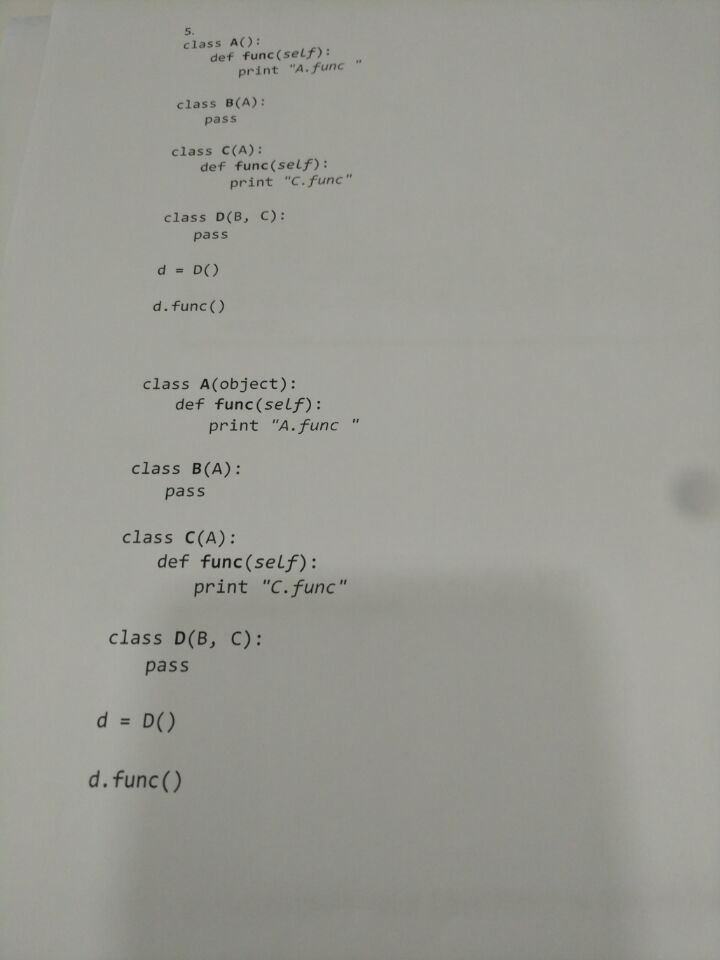 5.
class A():
def func(self):
print "A.func "
class B(A):
pass
class C(A):
def func(self):
print "C.func"
class D(B, C):
pass
d = D()
d.func()
class A(object):
def func(self):
print "A.func "
class B(A):
pass
class C(A):
def func(self):
print "C.func"
class D(B, C):
pass
d = D()
d.func()